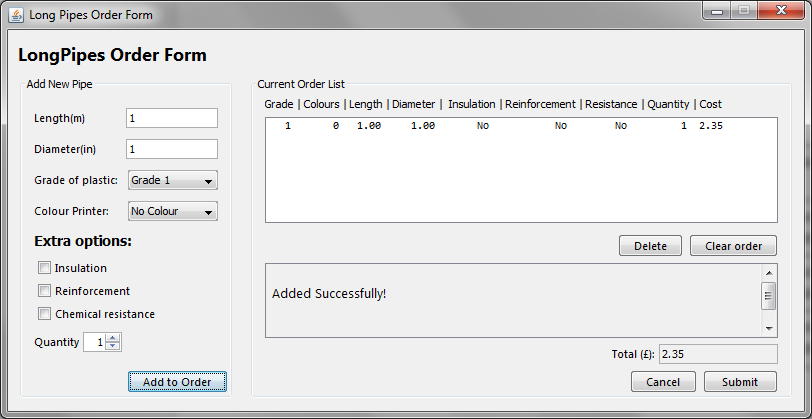 Long Pipes Order Form
LongPipes Order Form
Add New Pipe
Length(m) 1
Diameter(in) 1
Grade of plastic: Grade 1
Colour Printer: No Colour
Extra options:
Insulation
Reinforcement
Chemical resistance
Quantity 1
Add to Order
Current Order List
Grade | Colours | Length | Diameter | Insulation | Reinforcement | Resistance | Quantity | Cost
1 0 1.00 1.00 No No No 1 2.35
Delete Clear order
Added Successfully!
Total (£): 2.35
Cancel Submit